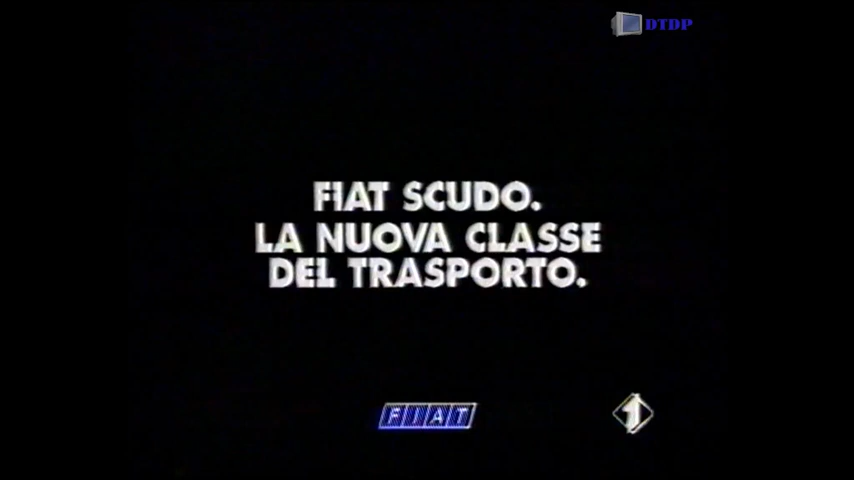 DTDP
FIAT SCUDO.
LA NUOVA CLASSE
DEL TRASPORTO.
FIAT
1